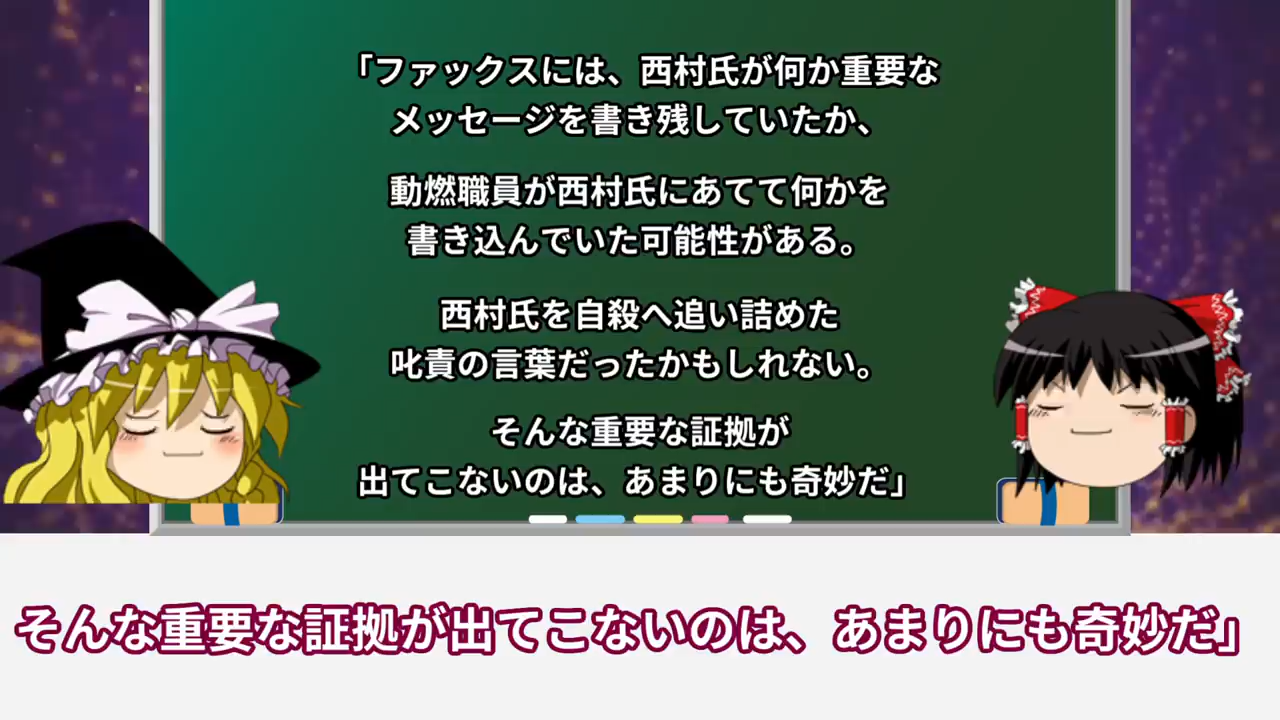 「ファックスには、西村氏が何か重要な
メッセージを書き残していたか、
動燃職員が西村氏にあてて何かを
書き込んでいた可能性がある。
西村氏を自殺へ追い詰めた
叱責の言葉だったかもしれない。
そんな重要な証拠が
出てこないのは、あまりにも奇妙だ」
そんな重要な証拠が出てこないのは、あまりにも奇妙だ」